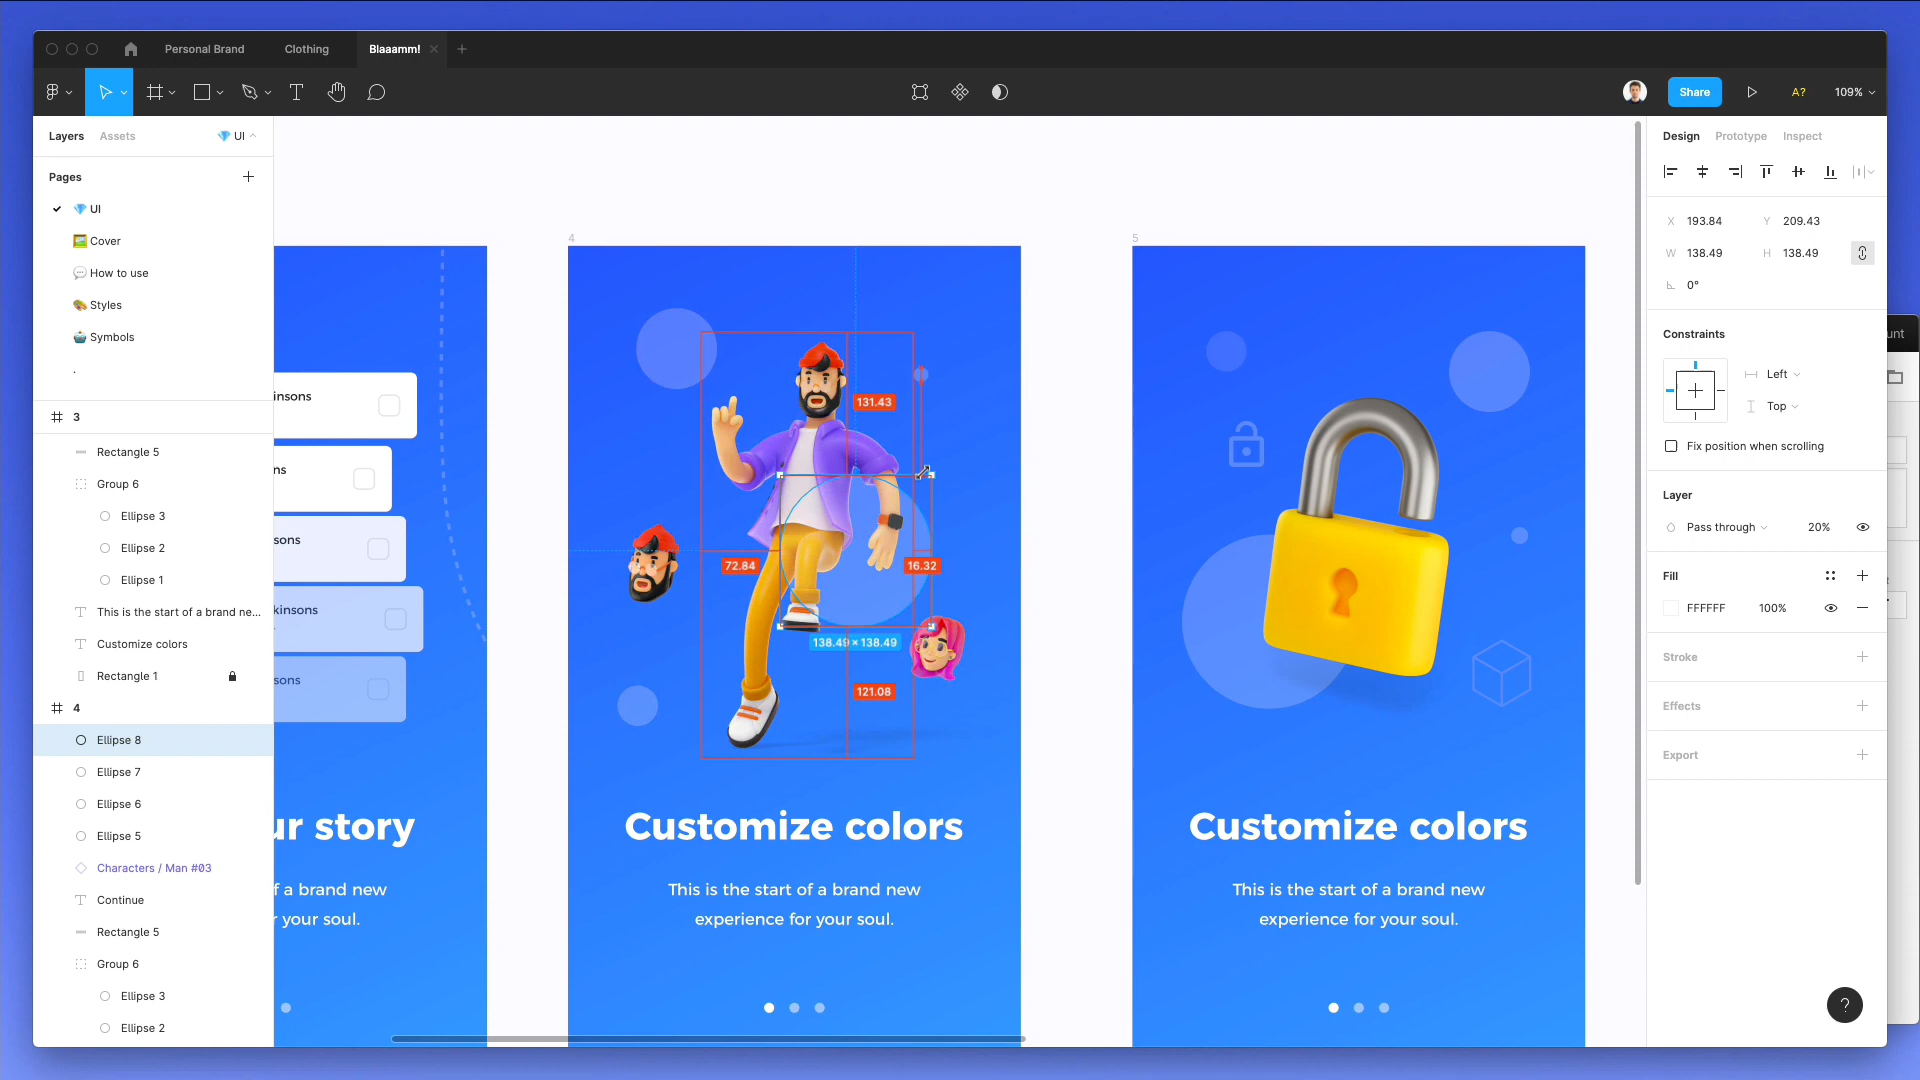 Personal Brand
Clothing
Blaaamm!
Share
A?
109%
Layers
Assets
UI
Pages
UI
Cover
How to use
Styles
Symbols
.
3
Rectangle 5
Group 6
Ellipse 3
Ellipse 2
Ellipse 1
This is the start of a brand ne...
Customize colors
Rectangle 1
4
Ellipse 8
Ellipse 7
Ellipse 6
Ellipse 5
Characters / Man #03
Continue
Rectangle 5
Group 6
Ellipse 3
Ellipse 2
insons
ns
sons
kinsons
sons
ur story
f a brand new
r your soul.
4
131.43
72.84
16.32
138.49 × 138.49
121.08
Customize colors
This is the start of a brand new
experience for your soul.
5
Customize colors
This is the start of a brand new
experience for your soul.
Design
Prototype
Inspect
X 193.84
Y 209.43
W 138.49
H 138.49
0°
Constraints
Left
Top
Fix position when scrolling
Layer
Pass through
20%
Fill
FFFFFF
100%
Stroke
Effects
Export
?
unt